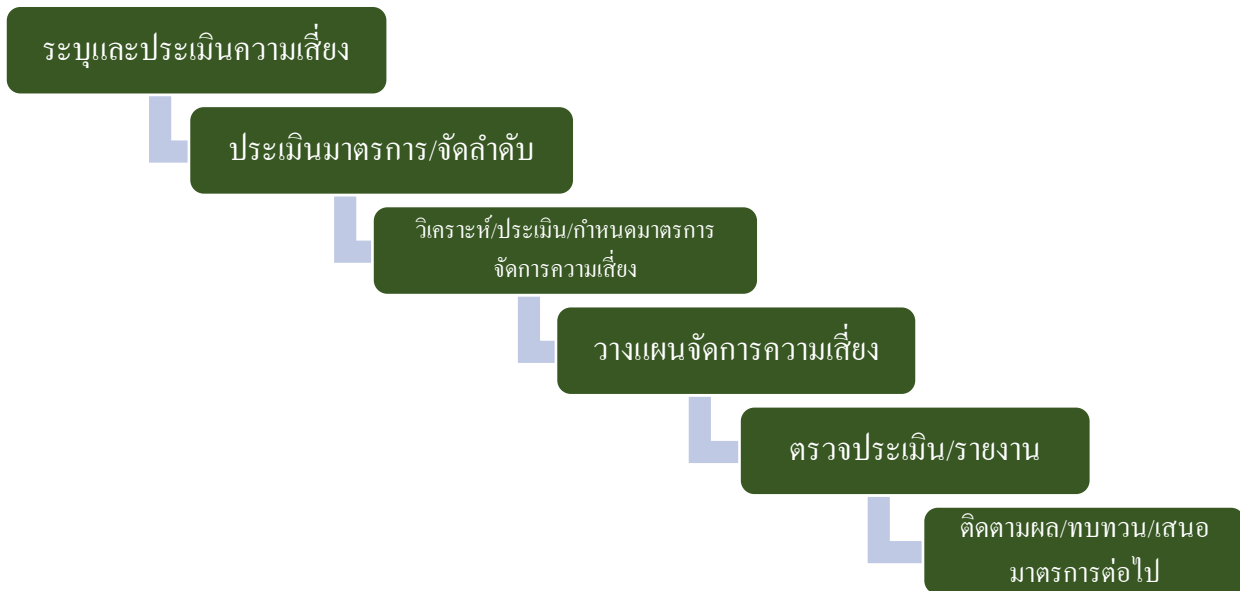 ระบุและประเมินความเสี่ยง
ประเมินมาตรการ/จัดลำดับ
วิเคราะห์/ประเมิน/กำหนดมาตรการ
จัดการความเสี่ยง
วางแผนจัดการความเสี่ยง
ตรวจประเมิน/รายงาน
ติดตามผล/ทบทวน/เสนอ
มาตรการต่อไป